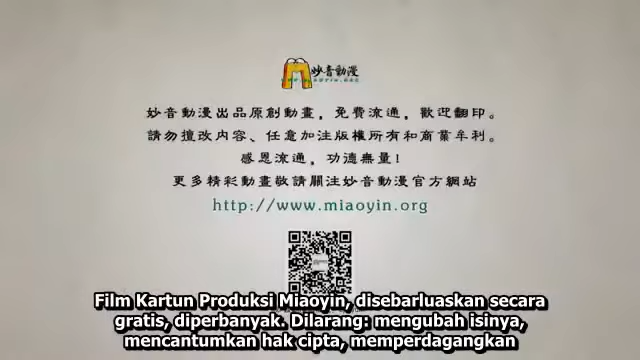 妙音動漫
妙音動漫出品原創動畫，免費流通，歡迎翻印。
請勿擅改内容、任意加注版權所有和商業牟利。
感恩流通，功德無量!
更多精彩動畫敬請關注妙音動漫官方網站
http://www.miaoyin.org
Film Kartun Produksi Miaoyin, disebarluaskan secara
gratis, diperbanyak. Dilarang: mengubah isinya,
mencantumkan hak cipta, memperdagangkan